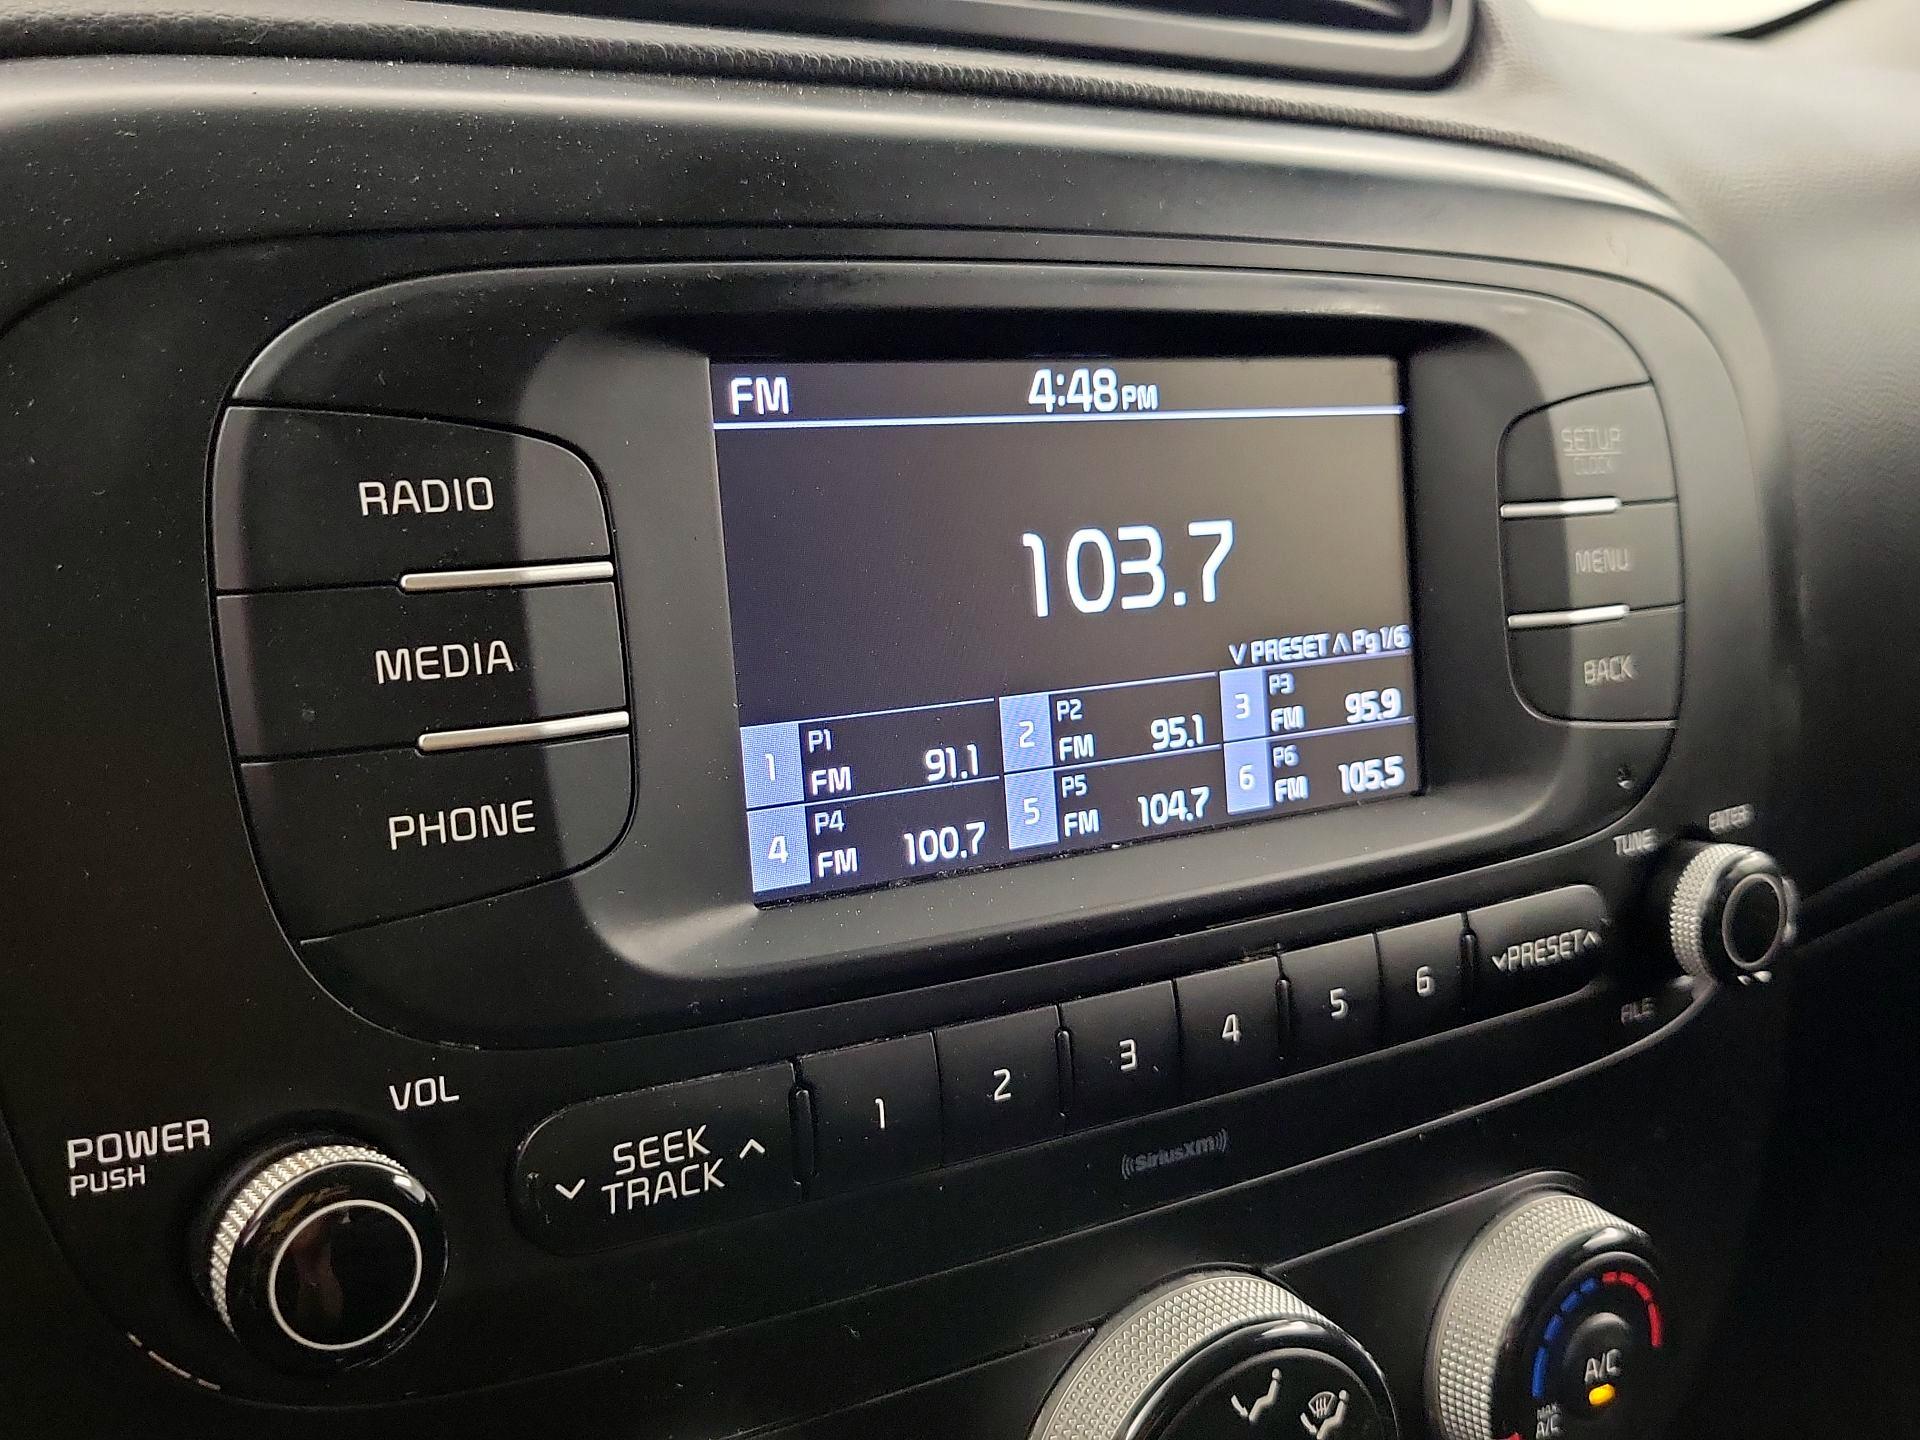 FM 4:48 PM
103.7
∨ PRESET ∧ Pg 1/6
1 P1 FM 91.1
2 P2 FM 95.1
3 P3 FM 95.9
4 P4 FM 100.7
5 P5 FM 104.7
6 P6 FM 105.5
RADIO
MEDIA
PHONE
SETUP
CLOCK
MENU
BACK
TUNE
ENTER
FILE
VOL
POWER
PUSH
∨ SEEK ∧
TRACK
1 2 3 4 5 6 ∨PRESET∧
((SiriusXM))
A/C
MAX
A/C